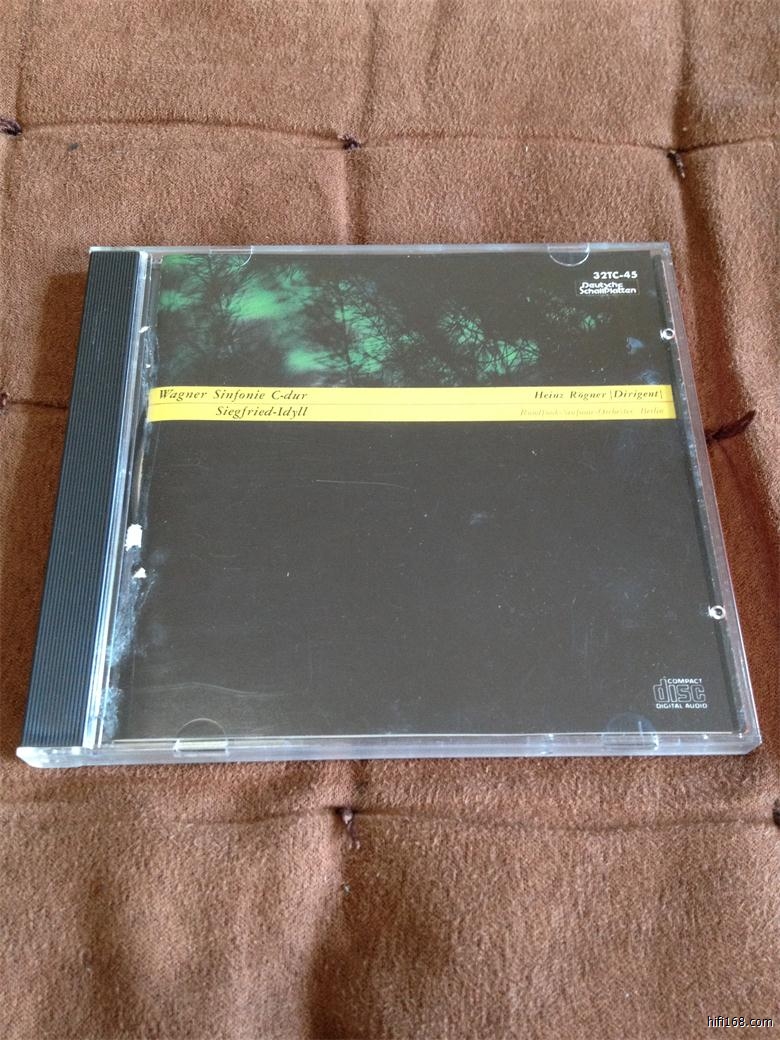 32TC-45
Deutsche
Schallplatten
Wagner Sinfonie C-dur
Heinz Rögner {Dirigent}
Siegfried-Idyll
Rundfunk-Sinfonie-Orchester, Berlin
COMPACT
disc
DIGITAL AUDIO
hifi168.com